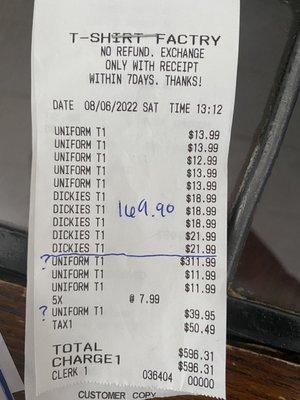 T-SHIRT FACTRY
NO REFUND. EXCHANGE
ONLY WITH RECEIPT
WITHIN 7DAYS. THANKS!
DATE 08/06/2022 SAT TIME 13:12
UNIFORM T1 $13.99
UNIFORM T1 $13.99
UNIFORM T1 $12.99
UNIFORM T1 $13.99
UNIFORM T1 $13.99
DICKIES T1 $18.99
DICKIES T1 169.90 $18.99
DICKIES T1 $18.99
DICKIES T1 $21.99
DICKIES T1 $21.99
? UNIFORM T1 $311.99
UNIFORM T1 $11.99
UNIFORM T1 $11.99
5X @ 7.99
? UNIFORM T1 $39.95
TAX1 $50.49
TOTAL $596.31
CHARGE1 $596.31
CLERK 1 036404 00000
CUSTOMER COPY